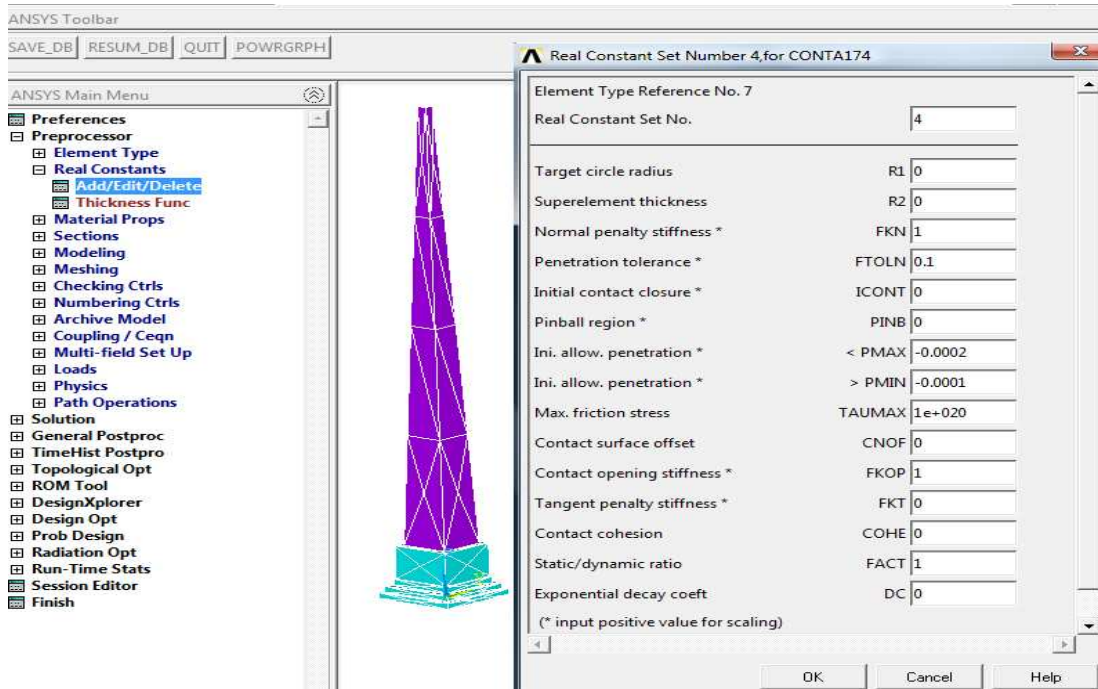 ANSYS Toolbar
SAVE_DB RESUM_DB QUIT POWRGRPH
ANSYS Main Menu
Preferences
Preprocessor
Element Type
Real Constants
Add/Edit/Delete
Thickness Func
Material Props
Sections
Modeling
Meshing
Checking Ctrls
Numbering Ctrls
Archive Model
Coupling / Ceqn
Multi-field Set Up
Loads
Physics
Path Operations
Solution
General Postproc
TimeHist Postpro
Topological Opt
ROM Tool
DesignXplorer
Design Opt
Prob Design
Radiation Opt
Run-Time Stats
Session Editor
Finish
Real Constant Set Number 4,for CONTA174
Element Type Reference No. 7
Real Constant Set No. 4
Target circle radius R1 0
Superelement thickness R2 0
Normal penalty stiffness * FKN 1
Penetration tolerance * FTOLN 0.1
Initial contact closure * ICONT 0
Pinball region * PINB 0
Ini. allow. penetration * < PMAX -0.0002
Ini. allow. penetration * > PMIN -0.0001
Max. friction stress TAUMAX 1e+020
Contact surface offset CNOF 0
Contact opening stiffness * FKOP 1
Tangent penalty stiffness * FKT 0
Contact cohesion COHE 0
Static/dynamic ratio FACT 1
Exponential decay coeft DC 0
(* input positive value for scaling)
OK Cancel Help